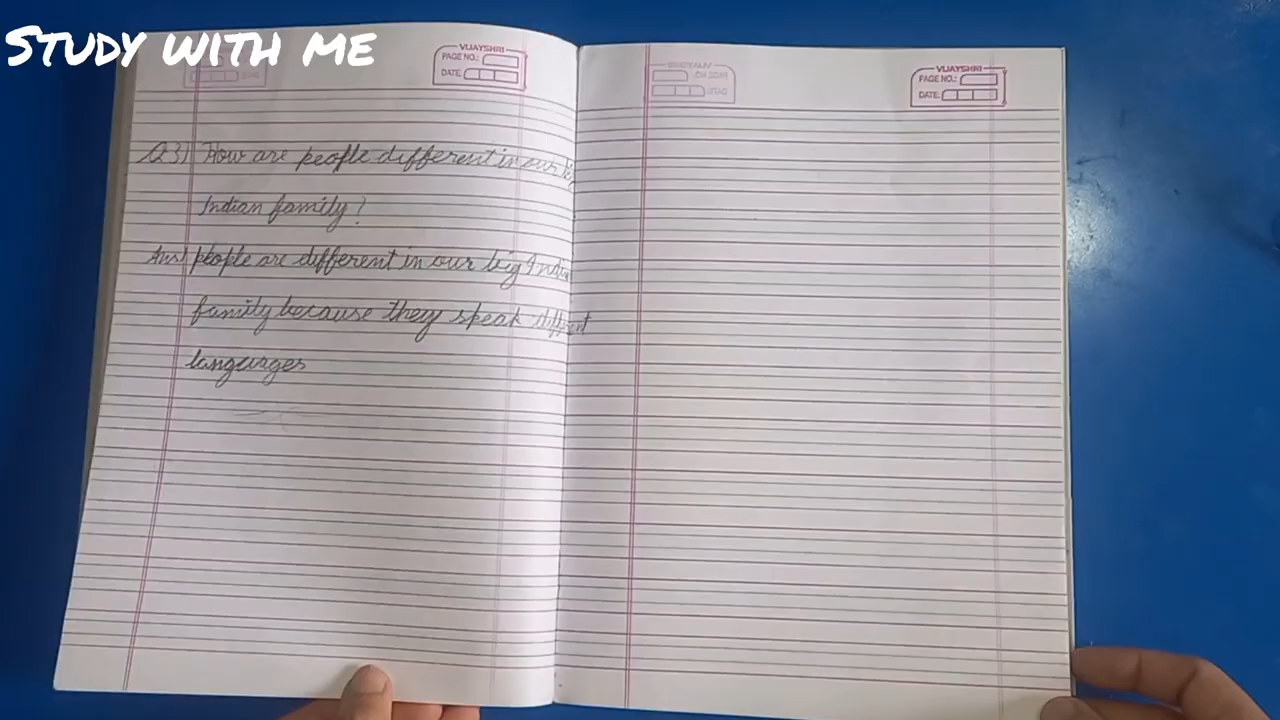 STUDY WITH ME
VIJAYSHRI
PAGE NO.:
DATE:
Q3) How are people different in our big
Indian family?
Ans) people are different in our big Indian
family because they speak different
languages
VIJAYSHRI
PAGE NO.:
DATE: